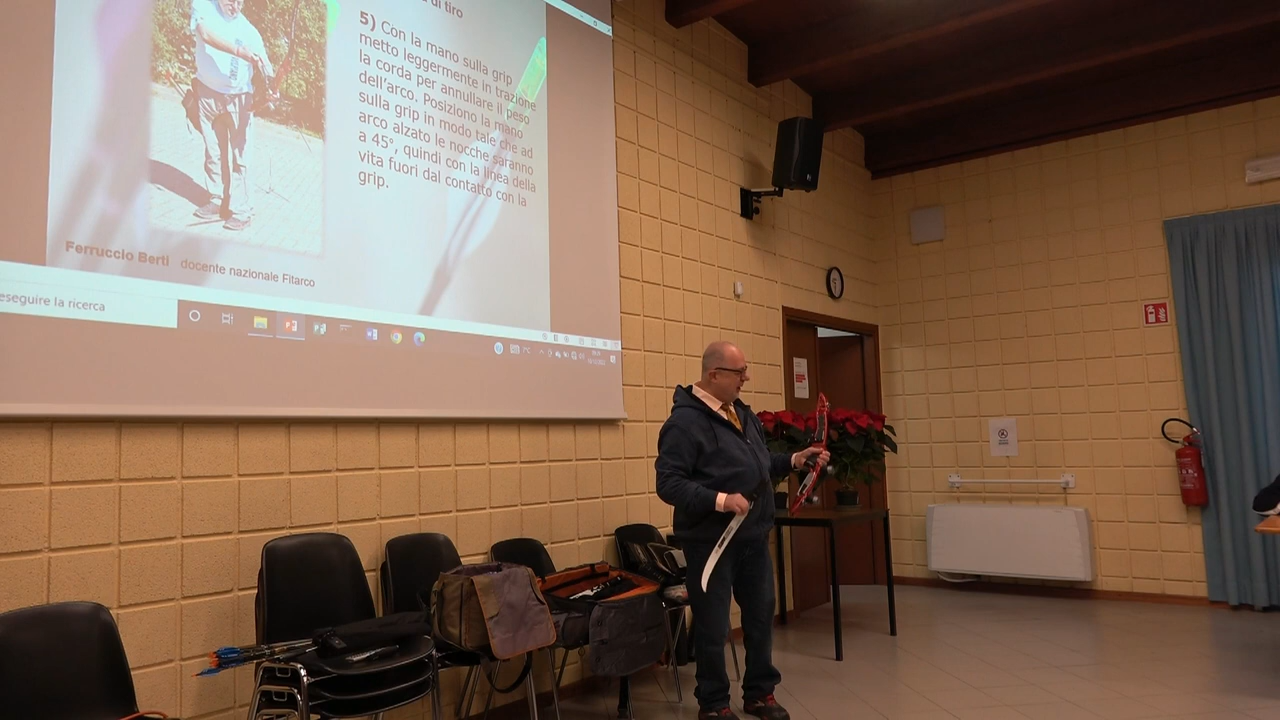 di tiro
5) Con la mano sulla grip
metto leggermente in trazione
la corda per annullare il peso
dell'arco. Posiziono la mano
sulla grip in modo tale che ad
arco alzato le nocche saranno
a 45°, quindi con la linea della
vita fuori dal contatto con la
grip.
Ferruccio Berti docente nazionale Fitarco
eseguire la ricerca